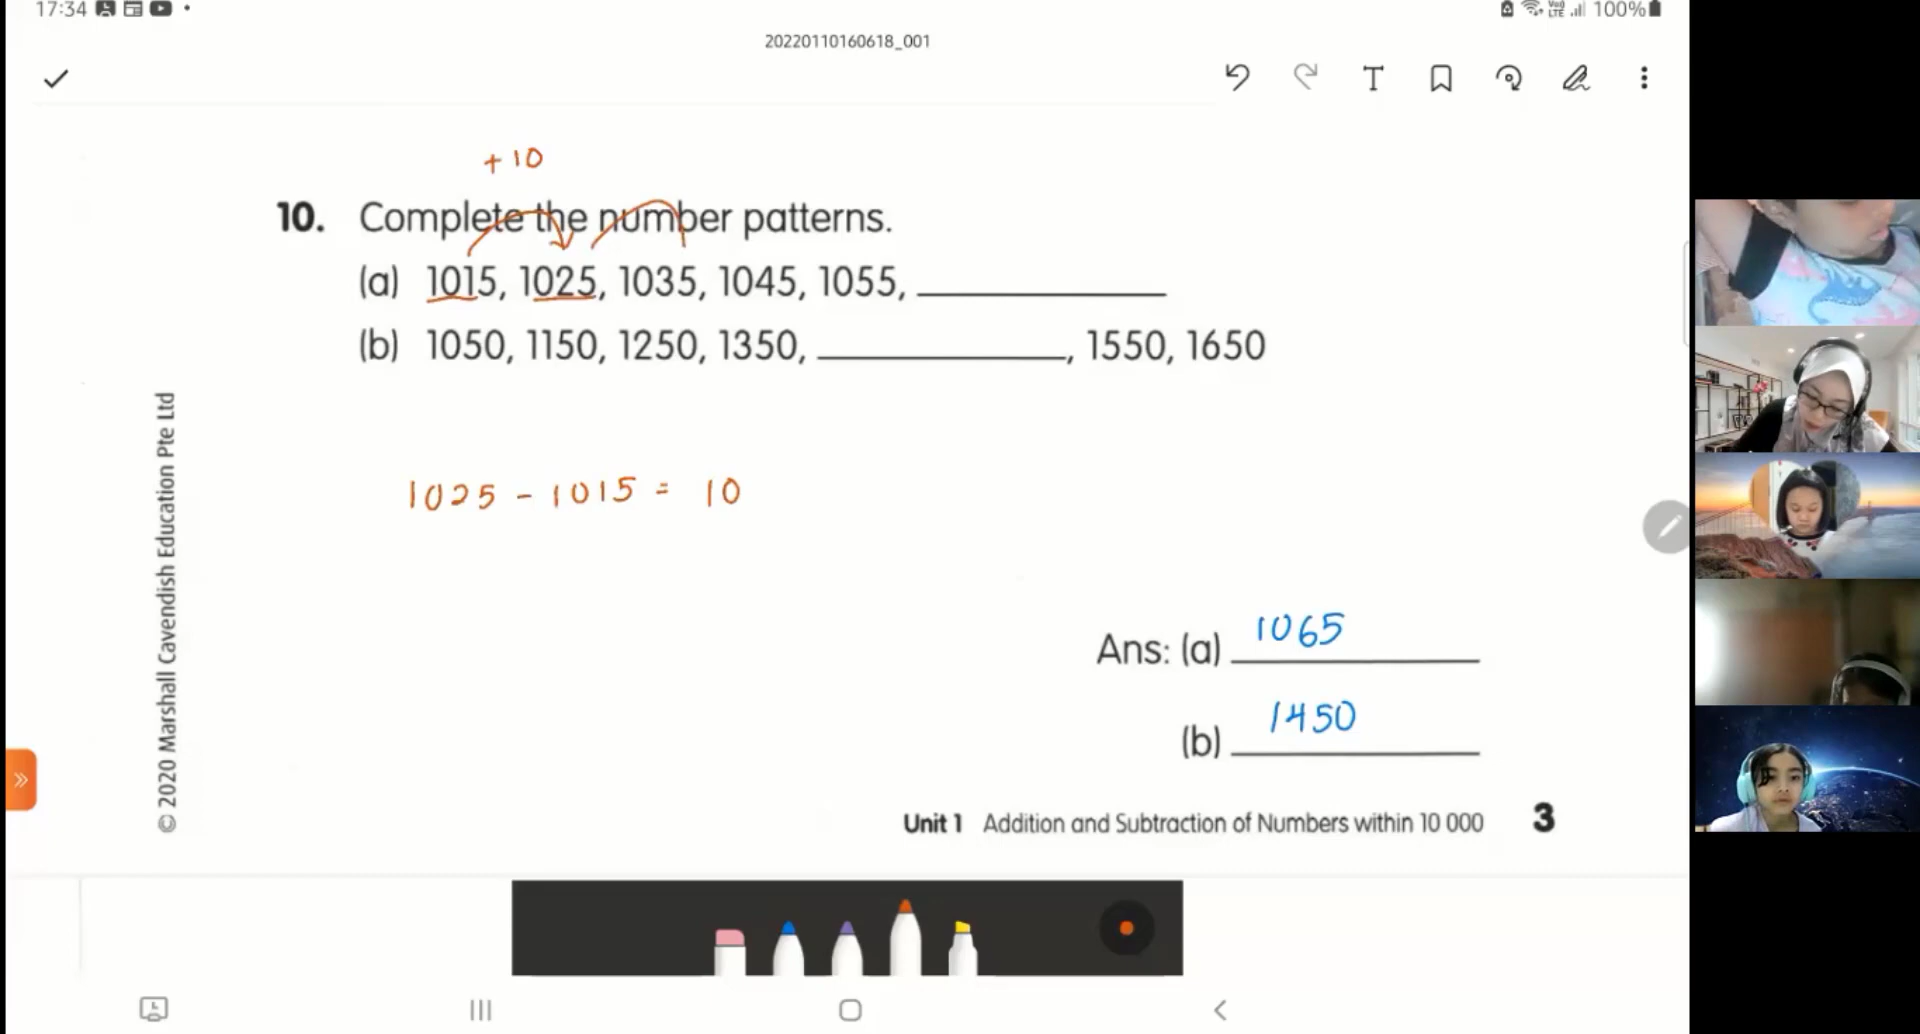 17:34
100%
20220110160618_001
T
+ 10
10. Complete the number patterns.
(a) 1015, 1025, 1035, 1045, 1055, ____________
(b) 1050, 1150, 1250, 1350, ____________, 1550, 1650
© 2020 Marshall Cavendish Education Pte Ltd
1025 - 1015 = 10
Ans: (a) 1065
(b) 1450
Unit 1 Addition and Subtraction of Numbers within 10 000 3